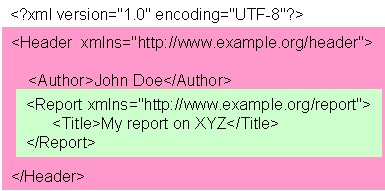 <?xml version="1.0" encoding="UTF-8"?>
<Header  xmlns="http://www.example.org/header">
<Author>John Doe</Author>
<Report xmlns="http://www.example.org/report">
<Title>My report on XYZ</Title>
</Report>
</Header>